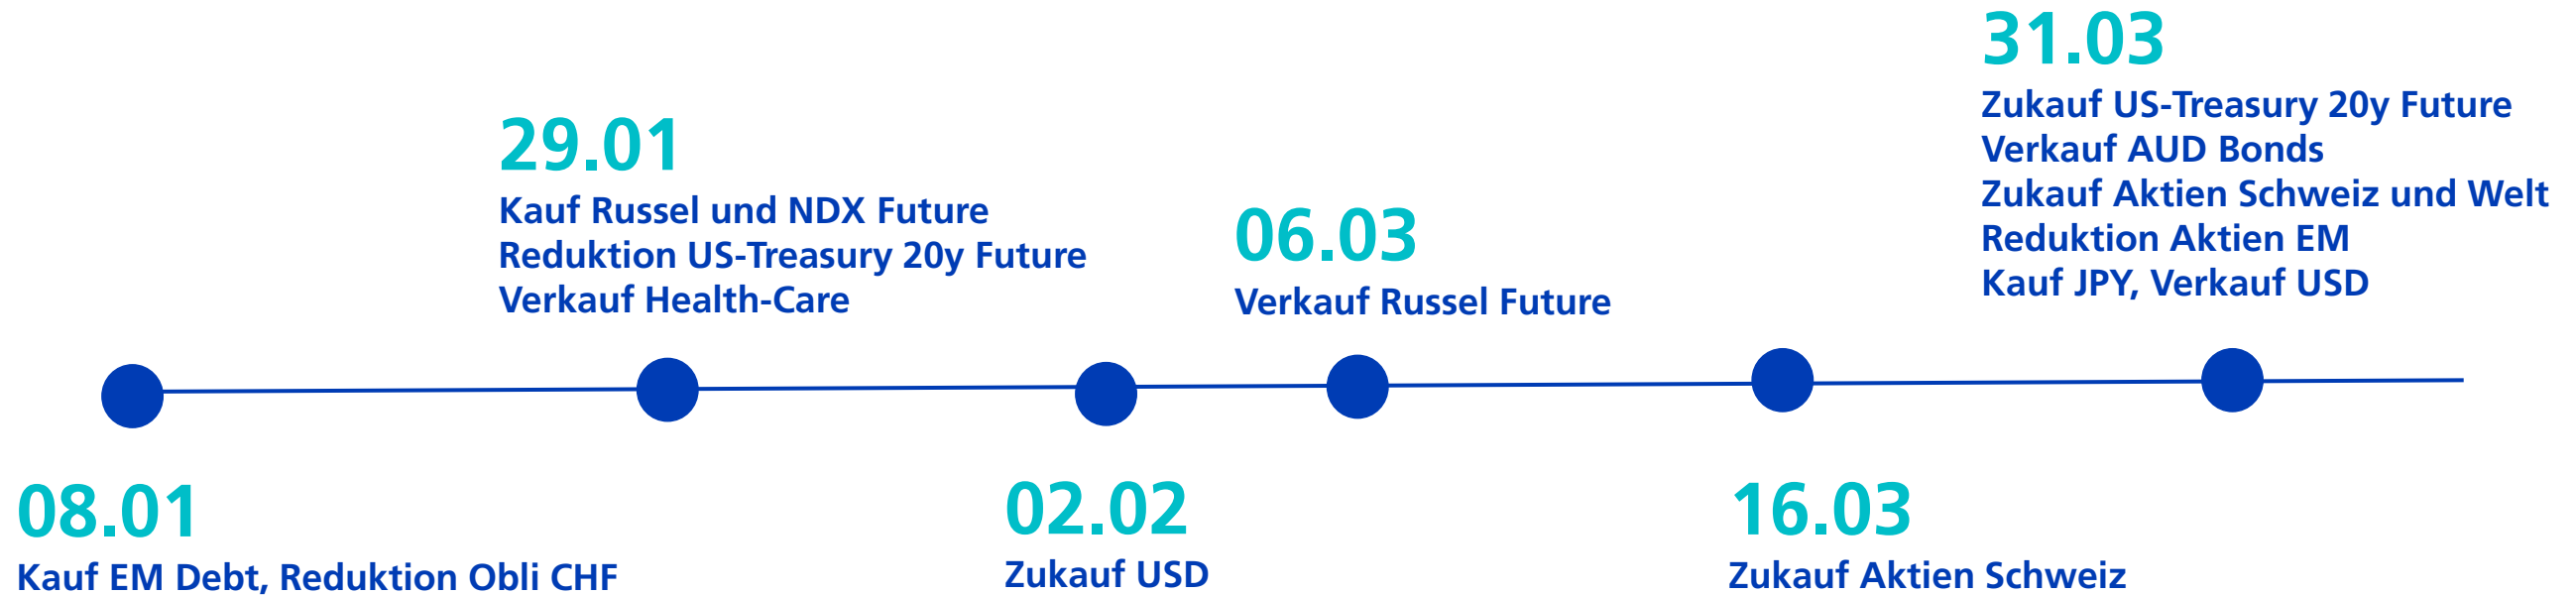 08.01
Kauf EM Debt, Reduktion Obli CHF
29.01
Kauf Russel und NDX Future
Reduktion US-Treasury 20y Future
Verkauf Health-Care
02.02
Zukauf USD
06.03
Verkauf Russel Future
16.03
Zukauf Aktien Schweiz
31.03
Zukauf US-Treasury 20y Future
Verkauf AUD Bonds
Zukauf Aktien Schweiz und Welt
Reduktion Aktien EM
Kauf JPY, Verkauf USD